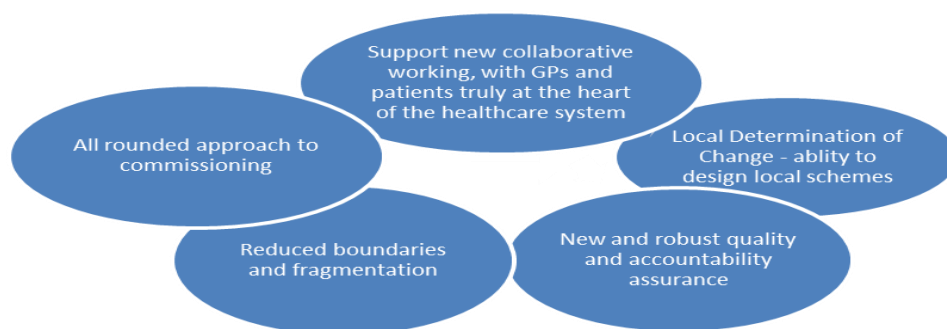 Support new collaborative
working, with GPs and
patients truly at the heart
of the healthcare system
All rounded approach to
commissioning
Local Determination of
Change - ablity to
design local schemes
Reduced boundaries
and fragmentation
New and robust quality
and accountability
assurance